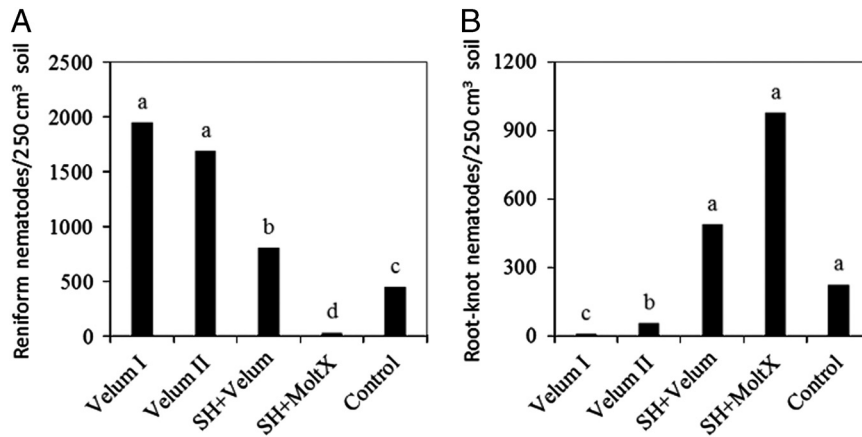 A
Reniform nematodes/250 cm³ soil
2500
2000
1500
1000
500
0
a
a
b
d
c
Velum I
Velum II
SH+Velum
SH+MoltX
Control
B
Root-knot nematodes/250 cm³ soil
1200
900
600
300
0
c
b
a
a
a
Velum I
Velum II
SH+Velum
SH+MoltX
Control